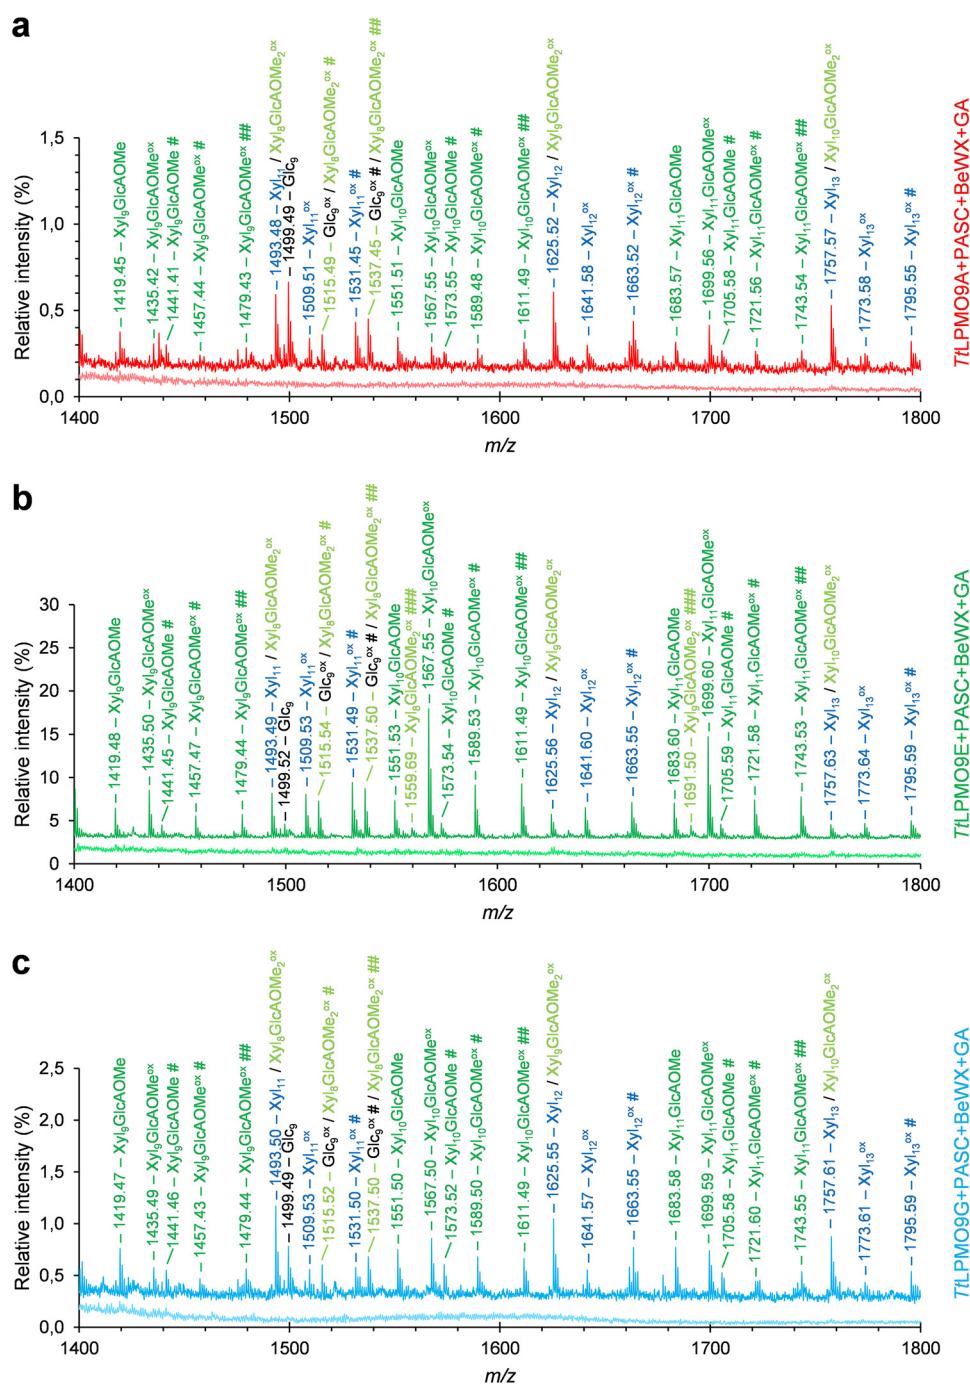 a
TtLPMO9A+PASC+BeWX+GA
Relative intensity (%)
1,5
1,0
0,5
0,0
1419.45 – Xyl₉GlcAOMe
1435.42 – Xyl₉GlcAOMeᵒˣ
1441.41 – Xyl₉GlcAOMe #
1457.44 – Xyl₉GlcAOMeᵒˣ #
1479.43 – Xyl₉GlcAOMeᵒˣ ##
1493.48 – Xyl₁₁ / Xyl₈GlcAOMe₂ᵒˣ
1499.49 – Glc₉
1509.51 – Xyl₁₁ᵒˣ
1515.49 – Glc₉ᵒˣ / Xyl₈GlcAOMe₂ᵒˣ #
1531.45 – Xyl₁₁ᵒˣ #
1537.45 – Glc₉ᵒˣ # / Xyl₈GlcAOMe₂ᵒˣ ##
1551.51 – Xyl₁₀GlcAOMe
1567.55 – Xyl₁₀GlcAOMeᵒˣ
1573.55 – Xyl₁₀GlcAOMe #
1589.48 – Xyl₁₀GlcAOMeᵒˣ #
1611.49 – Xyl₁₀GlcAOMeᵒˣ ##
1625.52 – Xyl₁₂ / Xyl₉GlcAOMe₂ᵒˣ
1641.58 – Xyl₁₂ᵒˣ
1663.52 – Xyl₁₂ᵒˣ #
1683.57 – Xyl₁₁GlcAOMe
1699.56 – Xyl₁₁GlcAOMeᵒˣ
1705.58 – Xyl₁₁GlcAOMe #
1721.56 – Xyl₁₁GlcAOMeᵒˣ #
1743.54 – Xyl₁₁GlcAOMeᵒˣ ##
1757.57 – Xyl₁₃ / Xyl₁₀GlcAOMe₂ᵒˣ
1773.58 – Xyl₁₃ᵒˣ
1795.55 – Xyl₁₃ᵒˣ #
1400 1500 1600 1700 1800
m/z
b
TtLPMO9E+PASC+BeWX+GA
Relative intensity (%)
30
25
20
15
10
5
0
1419.48 – Xyl₉GlcAOMe
1435.50 – Xyl₉GlcAOMeᵒˣ
1441.45 – Xyl₉GlcAOMe #
1457.47 – Xyl₉GlcAOMeᵒˣ #
1479.44 – Xyl₉GlcAOMeᵒˣ ##
1493.49 – Xyl₁₁ / Xyl₈GlcAOMe₂ᵒˣ
1499.52 – Glc₉
1509.53 – Xyl₁₁ᵒˣ
1515.54 – Glc₉ᵒˣ / Xyl₈GlcAOMe₂ᵒˣ #
1531.49 – Xyl₁₁ᵒˣ #
1537.50 – Glc₉ᵒˣ # / Xyl₈GlcAOMe₂ᵒˣ ##
1551.53 – Xyl₁₀GlcAOMe
1559.69 – Xyl₈GlcAOMe₂ᵒˣ ###
1567.55 – Xyl₁₀GlcAOMeᵒˣ
1573.54 – Xyl₁₀GlcAOMe #
1589.53 – Xyl₁₀GlcAOMeᵒˣ #
1611.49 – Xyl₁₀GlcAOMeᵒˣ ##
1625.56 – Xyl₁₂ / Xyl₉GlcAOMe₂ᵒˣ
1641.60 – Xyl₁₂ᵒˣ
1663.55 – Xyl₁₂ᵒˣ #
1683.60 – Xyl₁₁GlcAOMe
1691.50 – Xyl₉GlcAOMe₂ᵒˣ ###
1699.60 – Xyl₁₁GlcAOMeᵒˣ
1705.59 – Xyl₁₁GlcAOMe #
1721.58 – Xyl₁₁GlcAOMeᵒˣ #
1743.53 – Xyl₁₁GlcAOMeᵒˣ ##
1757.63 – Xyl₁₃ / Xyl₁₀GlcAOMe₂ᵒˣ
1773.64 – Xyl₁₃ᵒˣ
1795.59 – Xyl₁₃ᵒˣ #
1400 1500 1600 1700 1800
m/z
c
TtLPMO9G+PASC+BeWX+GA
Relative intensity (%)
2,5
2,0
1,5
1,0
0,5
0,0
1419.47 – Xyl₉GlcAOMe
1435.49 – Xyl₉GlcAOMeᵒˣ
1441.46 – Xyl₉GlcAOMe #
1457.43 – Xyl₉GlcAOMeᵒˣ #
1479.44 – Xyl₉GlcAOMeᵒˣ ##
1493.50 – Xyl₁₁ / Xyl₈GlcAOMe₂ᵒˣ
1499.49 – Glc₉
1509.53 – Xyl₁₁ᵒˣ
1515.52 – Glc₉ᵒˣ / Xyl₈GlcAOMe₂ᵒˣ #
1531.50 – Xyl₁₁ᵒˣ #
1537.50 – Glc₉ᵒˣ # / Xyl₈GlcAOMe₂ᵒˣ ##
1551.50 – Xyl₁₀GlcAOMe
1567.50 – Xyl₁₀GlcAOMeᵒˣ
1573.52 – Xyl₁₀GlcAOMe #
1589.50 – Xyl₁₀GlcAOMeᵒˣ #
1611.49 – Xyl₁₀GlcAOMeᵒˣ ##
1625.55 – Xyl₁₂ / Xyl₉GlcAOMe₂ᵒˣ
1641.57 – Xyl₁₂ᵒˣ
1663.55 – Xyl₁₂ᵒˣ #
1683.58 – Xyl₁₁GlcAOMe
1699.59 – Xyl₁₁GlcAOMeᵒˣ
1705.58 – Xyl₁₁GlcAOMe #
1721.60 – Xyl₁₁GlcAOMeᵒˣ #
1743.55 – Xyl₁₁GlcAOMeᵒˣ ##
1757.61 – Xyl₁₃ / Xyl₁₀GlcAOMe₂ᵒˣ
1773.61 – Xyl₁₃ᵒˣ
1795.59 – Xyl₁₃ᵒˣ #
1400 1500 1600 1700 1800
m/z